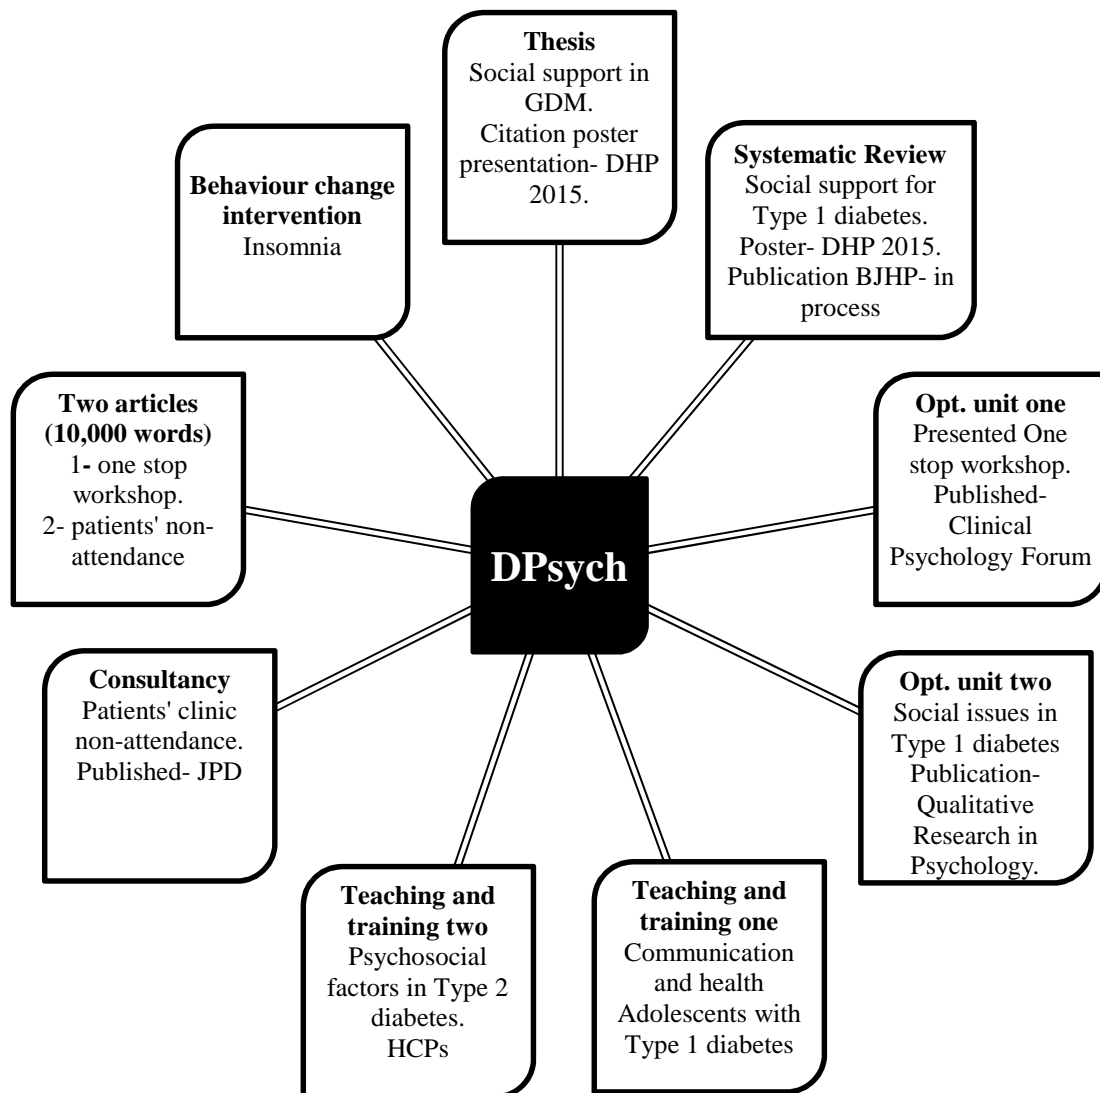 Thesis
Social support in
GDM.
Citation poster
presentation- DHP
2015.
Systematic Review
Social support for
Type 1 diabetes.
Poster- DHP 2015.
Publication BJHP- in
process
Opt. unit one
Presented One
stop workshop.
Published-
Clinical
Psychology Forum
Opt. unit two
Social issues in
Type 1 diabetes
Publication-
Qualitative
Research in
Psychology.
Teaching and
training one
Communication
and health
Adolescents with
Type 1 diabetes
Teaching and
training two
Psychosocial
factors in Type 2
diabetes.
HCPs
Consultancy
Patients' clinic
non-attendance.
Published- JPD
Two articles
(10,000 words)
1- one stop
workshop.
2- patients' non-
attendance
Behaviour change
intervention
Insomnia
DPsych